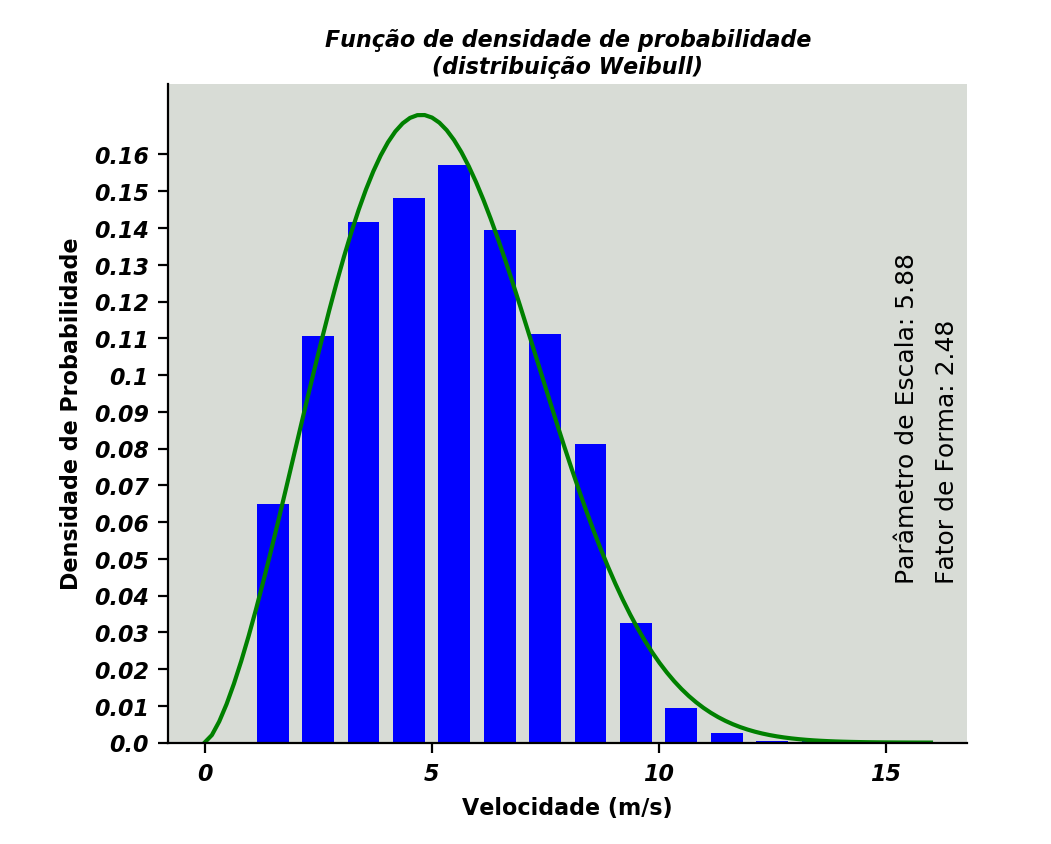 Função de densidade de probabilidade
(distribuição Weibull)
Densidade de Probabilidade
0.16
0.15
0.14
0.13
0.12
0.11
0.1
0.09
0.08
0.07
0.06
0.05
0.04
0.03
0.02
0.01
0.0
Parâmetro de Escala: 5.88
Fator de Forma: 2.48
0 5 10 15
Velocidade (m/s)